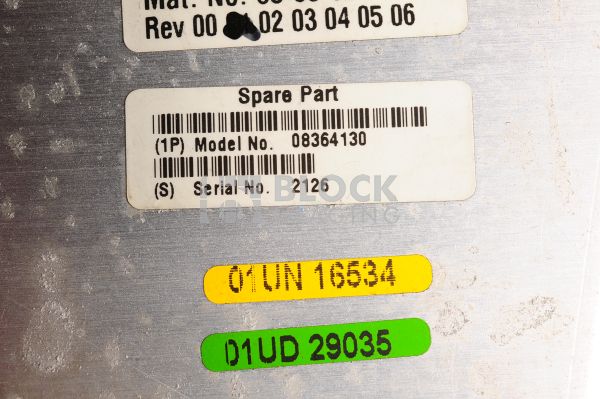 Mat. No.
Rev 00 02 03 04 05 06
Spare Part
(1P) Model No. 08364130
(S) Serial No. 2126
BLOCK
01UN 16534
01UD 29035